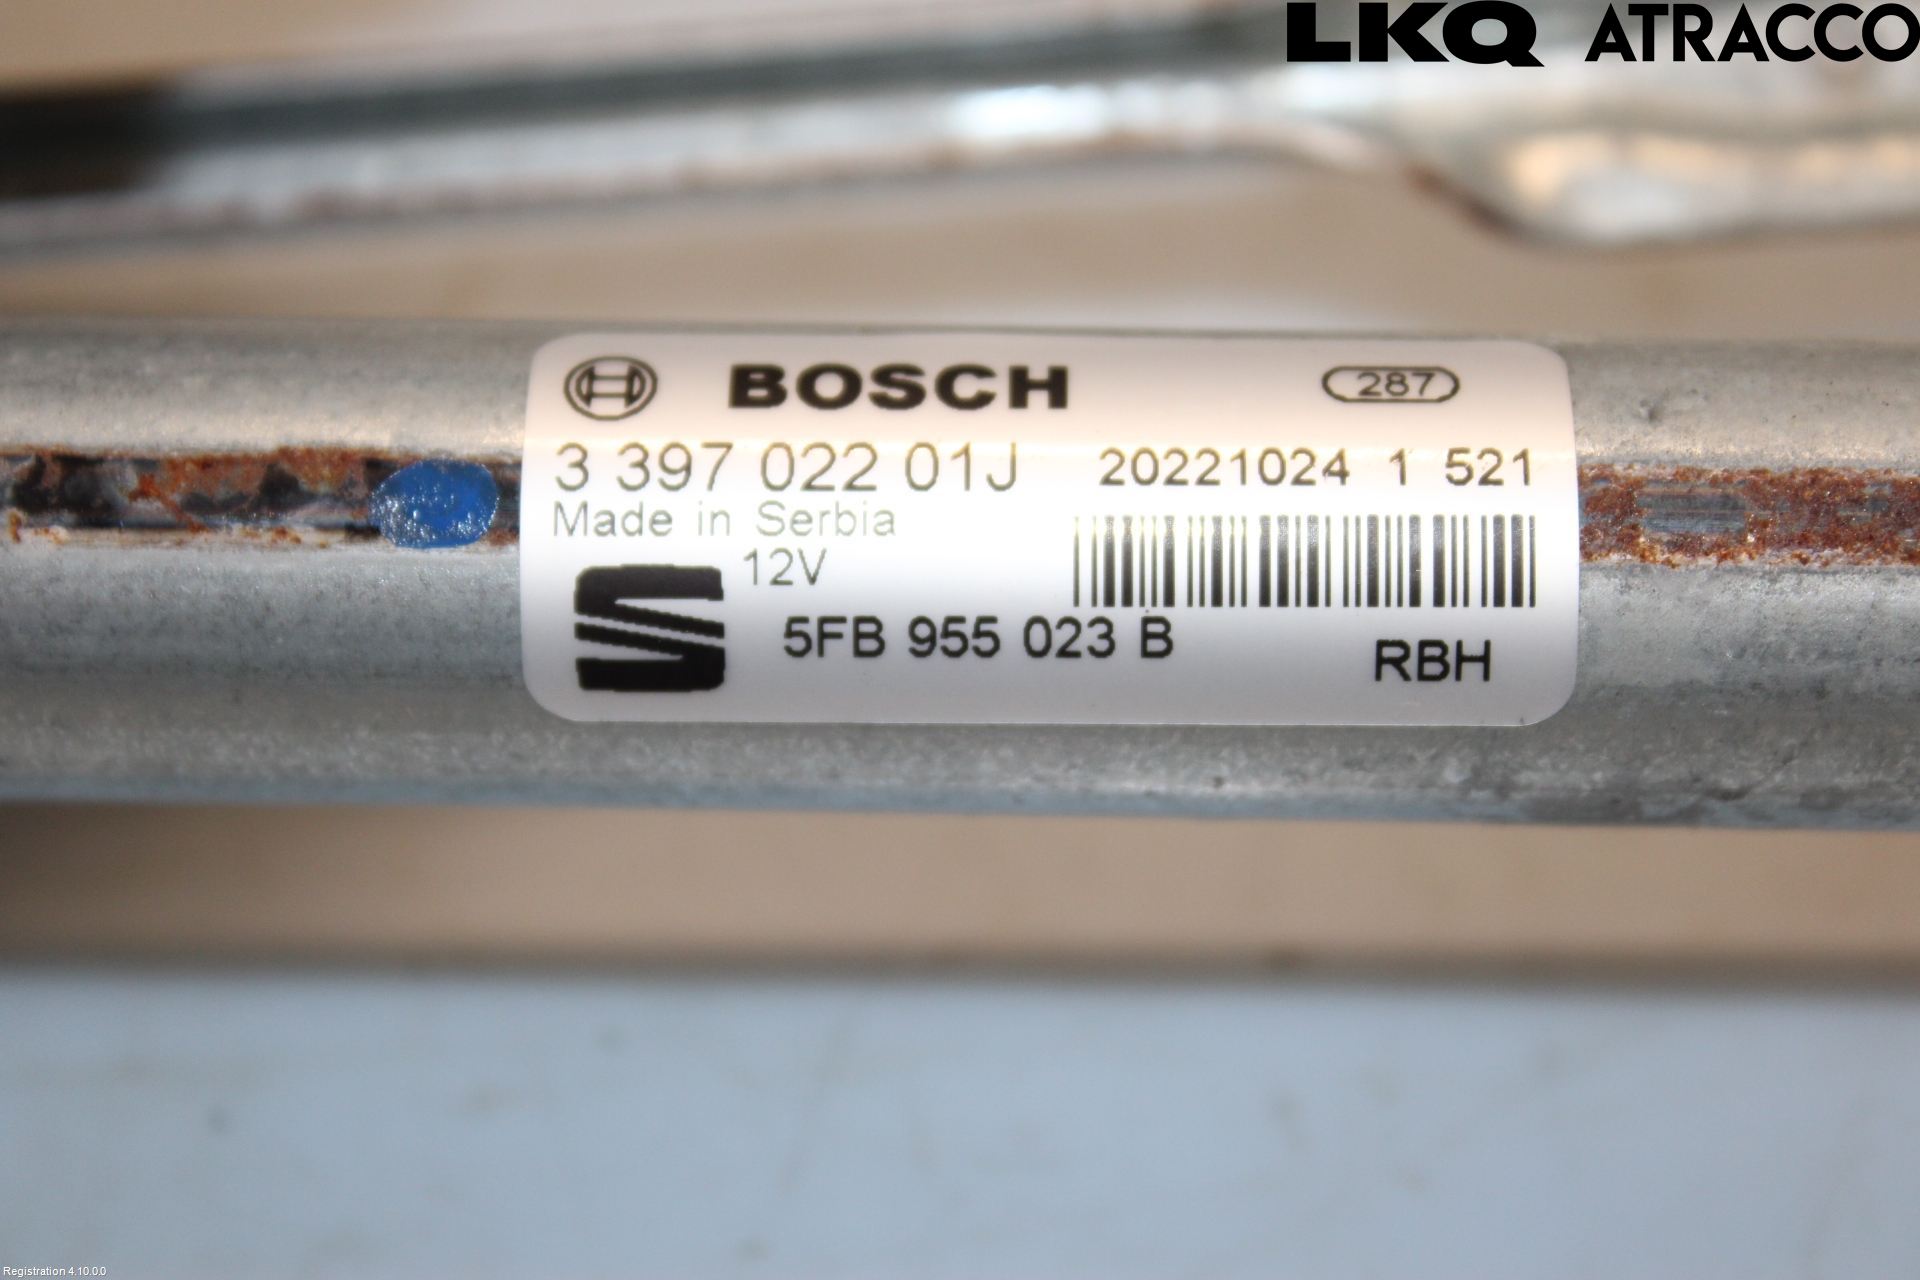 LKQ ATRACCO
BOSCH 287
3 397 022 01J 20221024 1 521
Made in Serbia
12V
5FB 955 023 B RBH
Registration 4.10.0.0